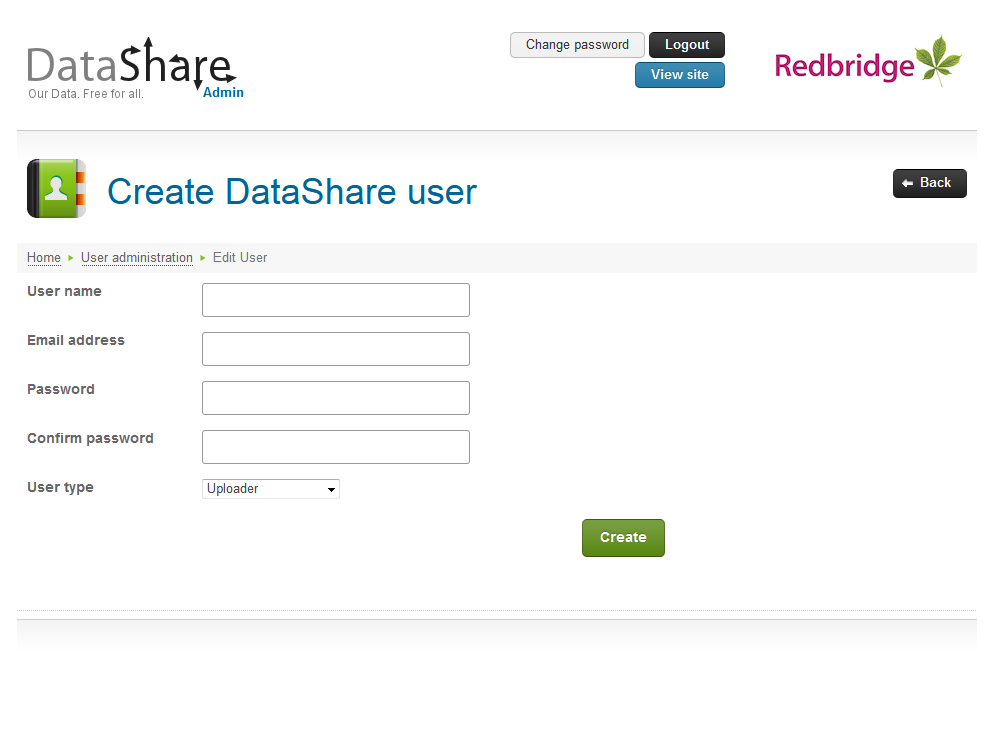 DataShare
Our Data. Free for all.
Admin
Change password
Logout
View site
Redbridge
Create DataShare user
Back
Home User administration Edit User
User name
Email address
Password
Confirm password
User type Uploader
Create